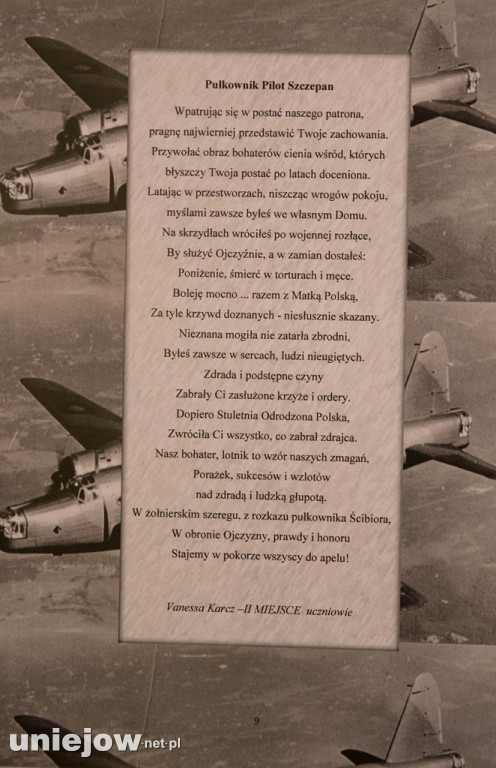 Pułkownik Pilot Szczepan
Wpatrując się w postać naszego patrona,
pragnę najwierniej przedstawić Twoje zachowania.
Przywołać obraz bohaterów cienia wśród, których
błyszczy Twoja postać po latach doceniona.
Latając w przestworzach, niszcząc wrogów pokoju,
myślami zawsze byłeś we własnym Domu.
Na skrzydłach wróciłeś po wojennej rozłące,
By służyć Ojczyźnie, a w zamian dostałeś:
Poniżenie, śmierć w torturach i męce.
Boleję mocno ... razem z Matką Polską,
Za tyle krzywd doznanych - niesłusznie skazany.
Nieznana mogiła nie zatarła zbrodni,
Byłeś zawsze w sercach, ludzi nieugiętych.
Zdrada i podstępne czyny
Zabrały Ci zasłużone krzyże i ordery.
Dopiero Stuletnia Odrodzona Polska,
Zwróciła Ci wszystko, co zabrał zdrajca.
Nasz bohater, lotnik to wzór naszych zmagań,
Porażek, sukcesów i wzlotów
nad zdradą i ludzką głupotą.
W żołnierskim szeregu, z rozkazu pułkownika Ścibiora,
W obronie Ojczyzny, prawdy i honoru
Stajemy w pokorze wszyscy do apelu!
Vanessa Karcz –II MIEJSCE uczniowie
9
uniejow.net.pl